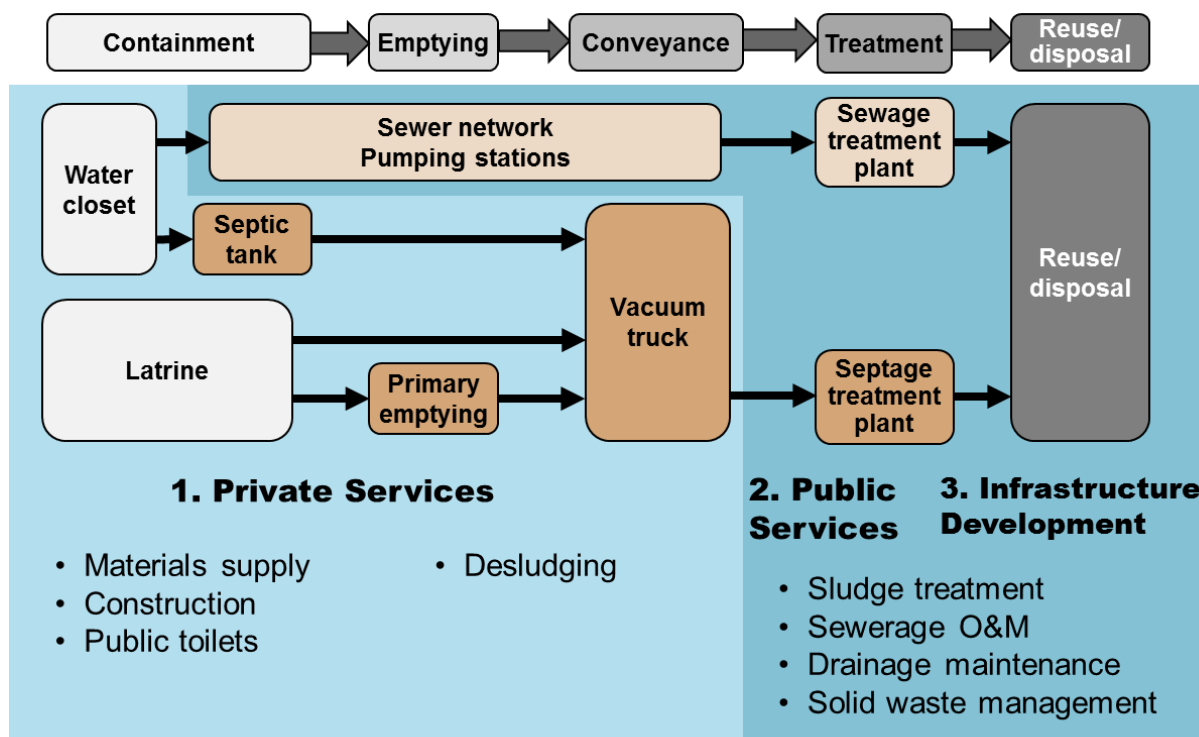 Containment
Emptying
Conveyance
Treatment
Reuse/
disposal
Water
closet
Sewer network
Pumping stations
Sewage
treatment
plant
Reuse/
disposal
Septic
tank
Vacuum
truck
Latrine
Primary
emptying
Septage
treatment
plant
1. Private Services
• Materials supply
• Construction
• Public toilets
• Desludging
2. Public
Services
3. Infrastructure
Development
• Sludge treatment
• Sewerage O&M
• Drainage maintenance
• Solid waste management